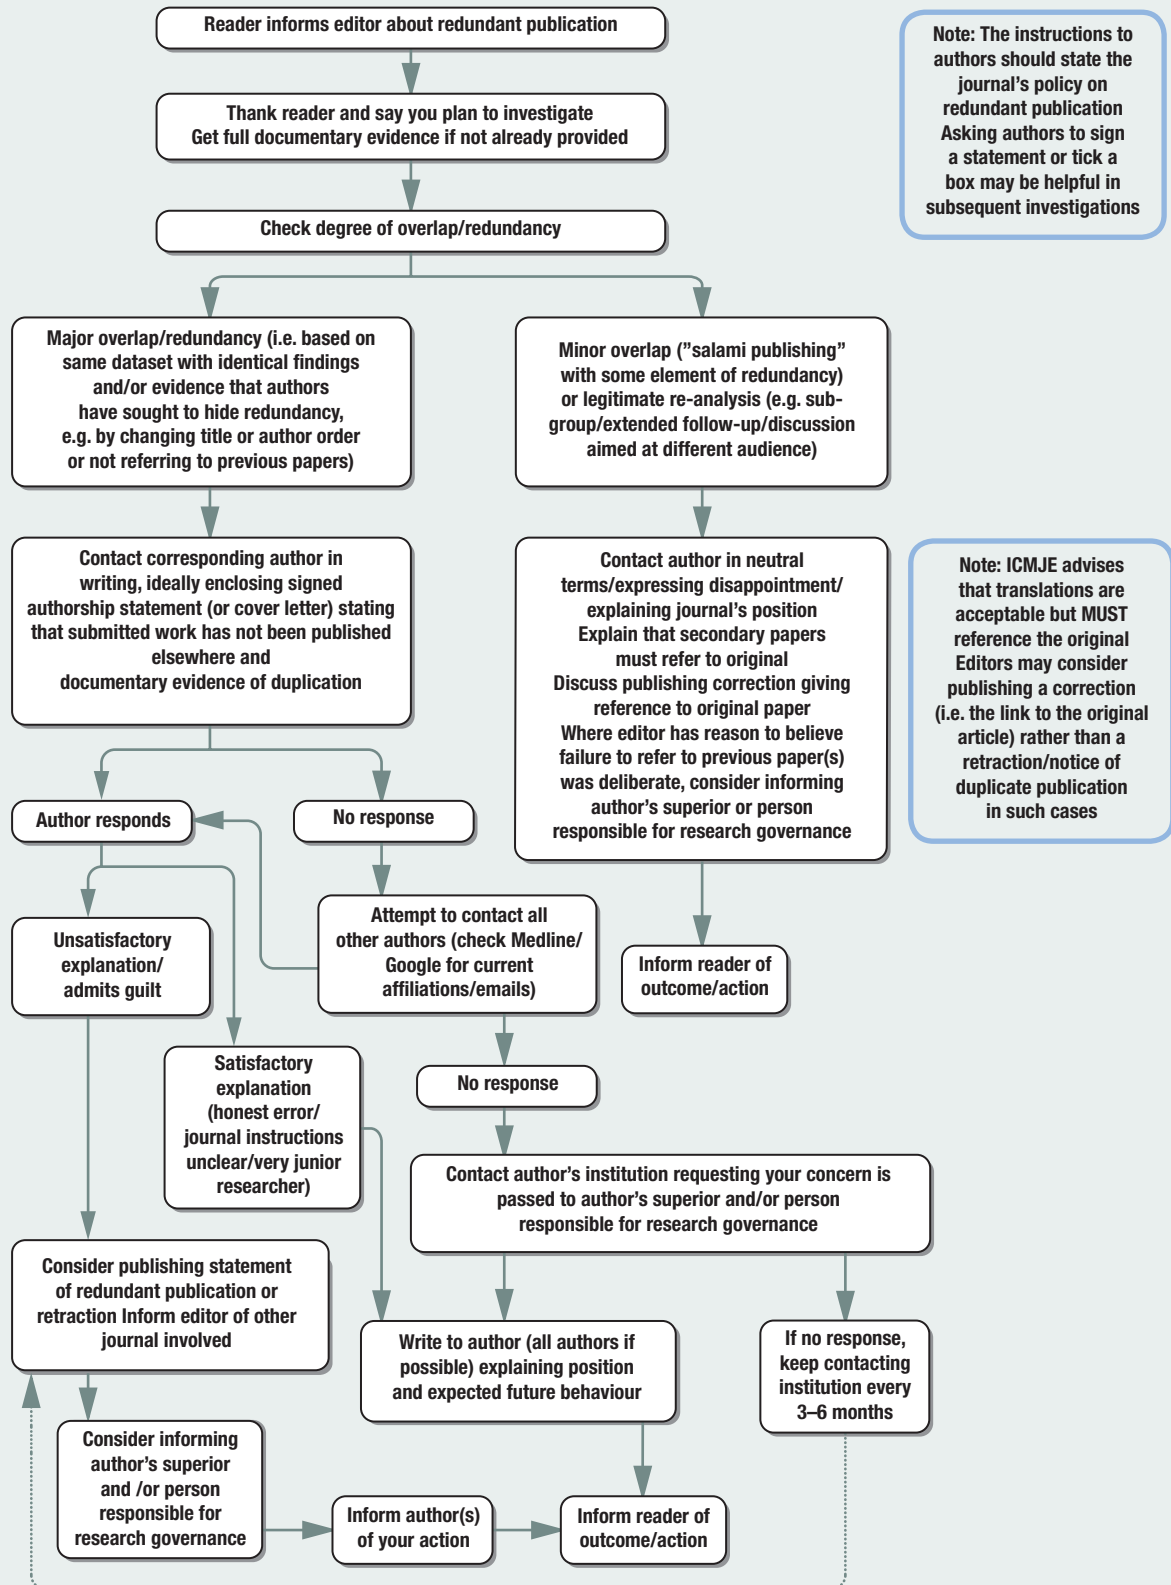 Reader informs editor about redundant publication
Note: The instructions to
authors should state the
journal's policy on
redundant publication
Asking authors to sign
a statement or tick a
box may be helpful in
subsequent investigations
Thank reader and say you plan to investigate
Get full documentary evidence if not already provided
Check degree of overlap/redundancy
Major overlap/redundancy (i.e. based on
same dataset with identical findings
and/or evidence that authors
have sought to hide redundancy,
e.g. by changing title or author order
or not referring to previous papers)
Minor overlap ("salami publishing"
with some element of redundancy)
or legitimate re-analysis (e.g. sub-
group/extended follow-up/discussion
aimed at different audience)
Contact corresponding author in
writing, ideally enclosing signed
authorship statement (or cover letter) stating
that submitted work has not been published
elsewhere and
documentary evidence of duplication
Contact author in neutral
terms/expressing disappointment/
explaining journal's position
Explain that secondary papers
must refer to original
Discuss publishing correction giving
reference to original paper
Where editor has reason to believe
failure to refer to previous paper(s)
was deliberate, consider informing
author's superior or person
responsible for research governance
Note: ICMJE advises
that translations are
acceptable but MUST
reference the original
Editors may consider
publishing a correction
(i.e. the link to the original
article) rather than a
retraction/notice of
duplicate publication
in such cases
Author responds
No response
Unsatisfactory
explanation/
admits guilt
Attempt to contact all
other authors (check Medline/
Google for current
affiliations/emails)
Inform reader of
outcome/action
Satisfactory
explanation
(honest error/
journal instructions
unclear/very junior
researcher)
No response
Contact author's institution requesting your concern is
passed to author's superior and/or person
responsible for research governance
Consider publishing statement
of redundant publication or
retraction Inform editor of other
journal involved
Write to author (all authors if
possible) explaining position
and expected future behaviour
If no response,
keep contacting
institution every
3–6 months
Consider informing
author's superior
and /or person
responsible for
research governance
Inform author(s)
of your action
Inform reader of
outcome/action